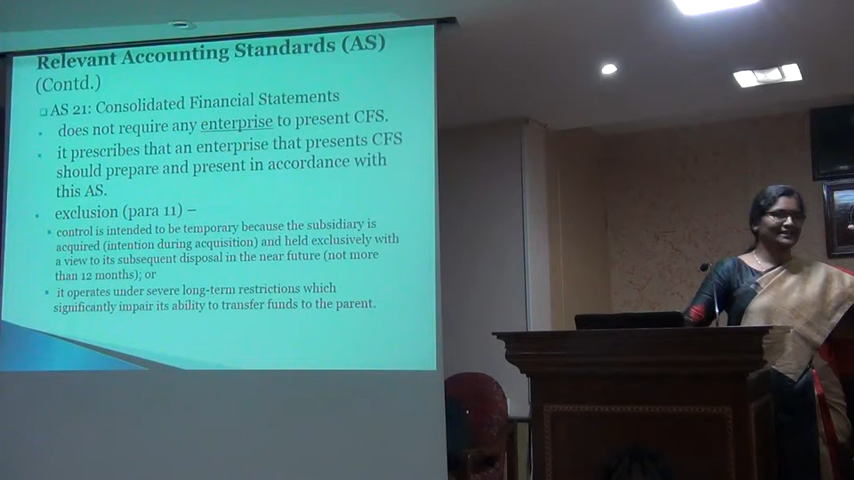 Relevant Accounting Standards (AS)
(Contd.)
AS 21: Consolidated Financial Statements
does not require any enterprise to present CFS.
it prescribes that an enterprise that presents CFS
should prepare and present in accordance with
this AS.
exclusion (para 11) –
control is intended to be temporary because the subsidiary is
acquired (intention during acquisition) and held exclusively with
a view to its subsequent disposal in the near future (not more
than 12 months); or
it operates under severe long-term restrictions which
significantly impair its ability to transfer funds to the parent.